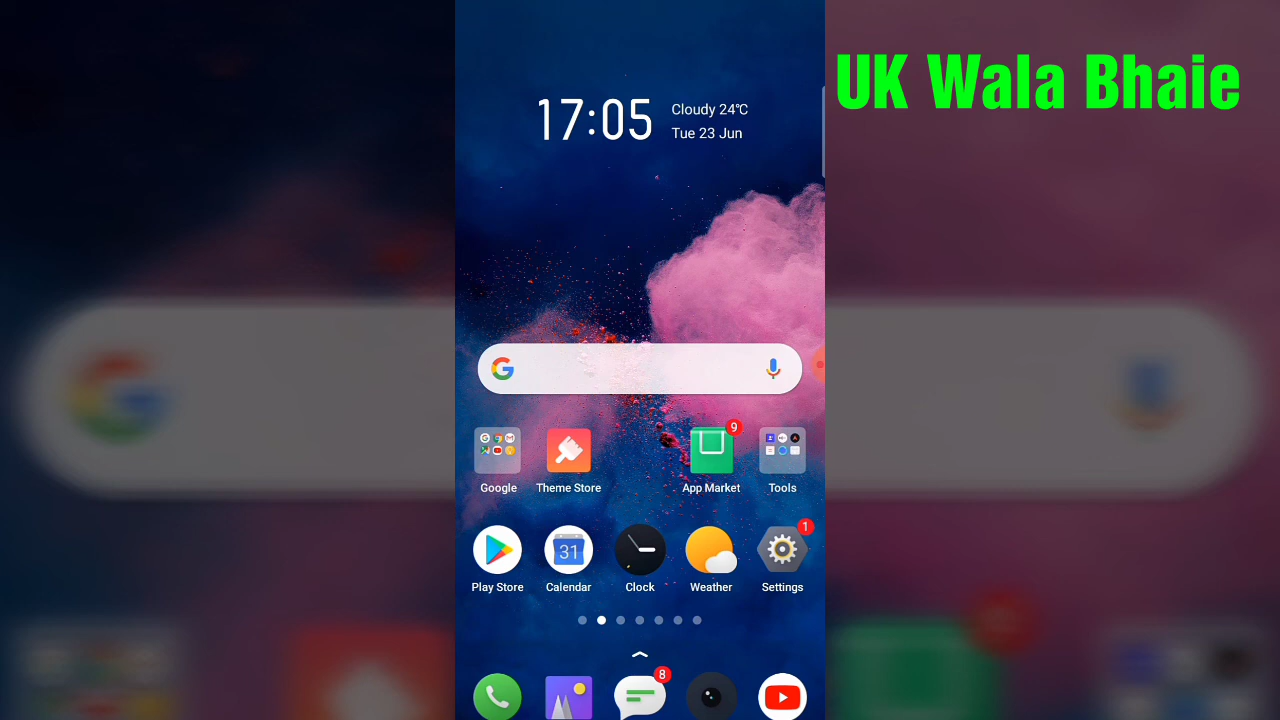 UK Wala Bhaie
17:05
Cloudy 24℃
Tue 23 Jun
9
Google
Theme Store
App Market
Tools
31
1
Play Store
Calendar
Clock
Weather
Settings
8